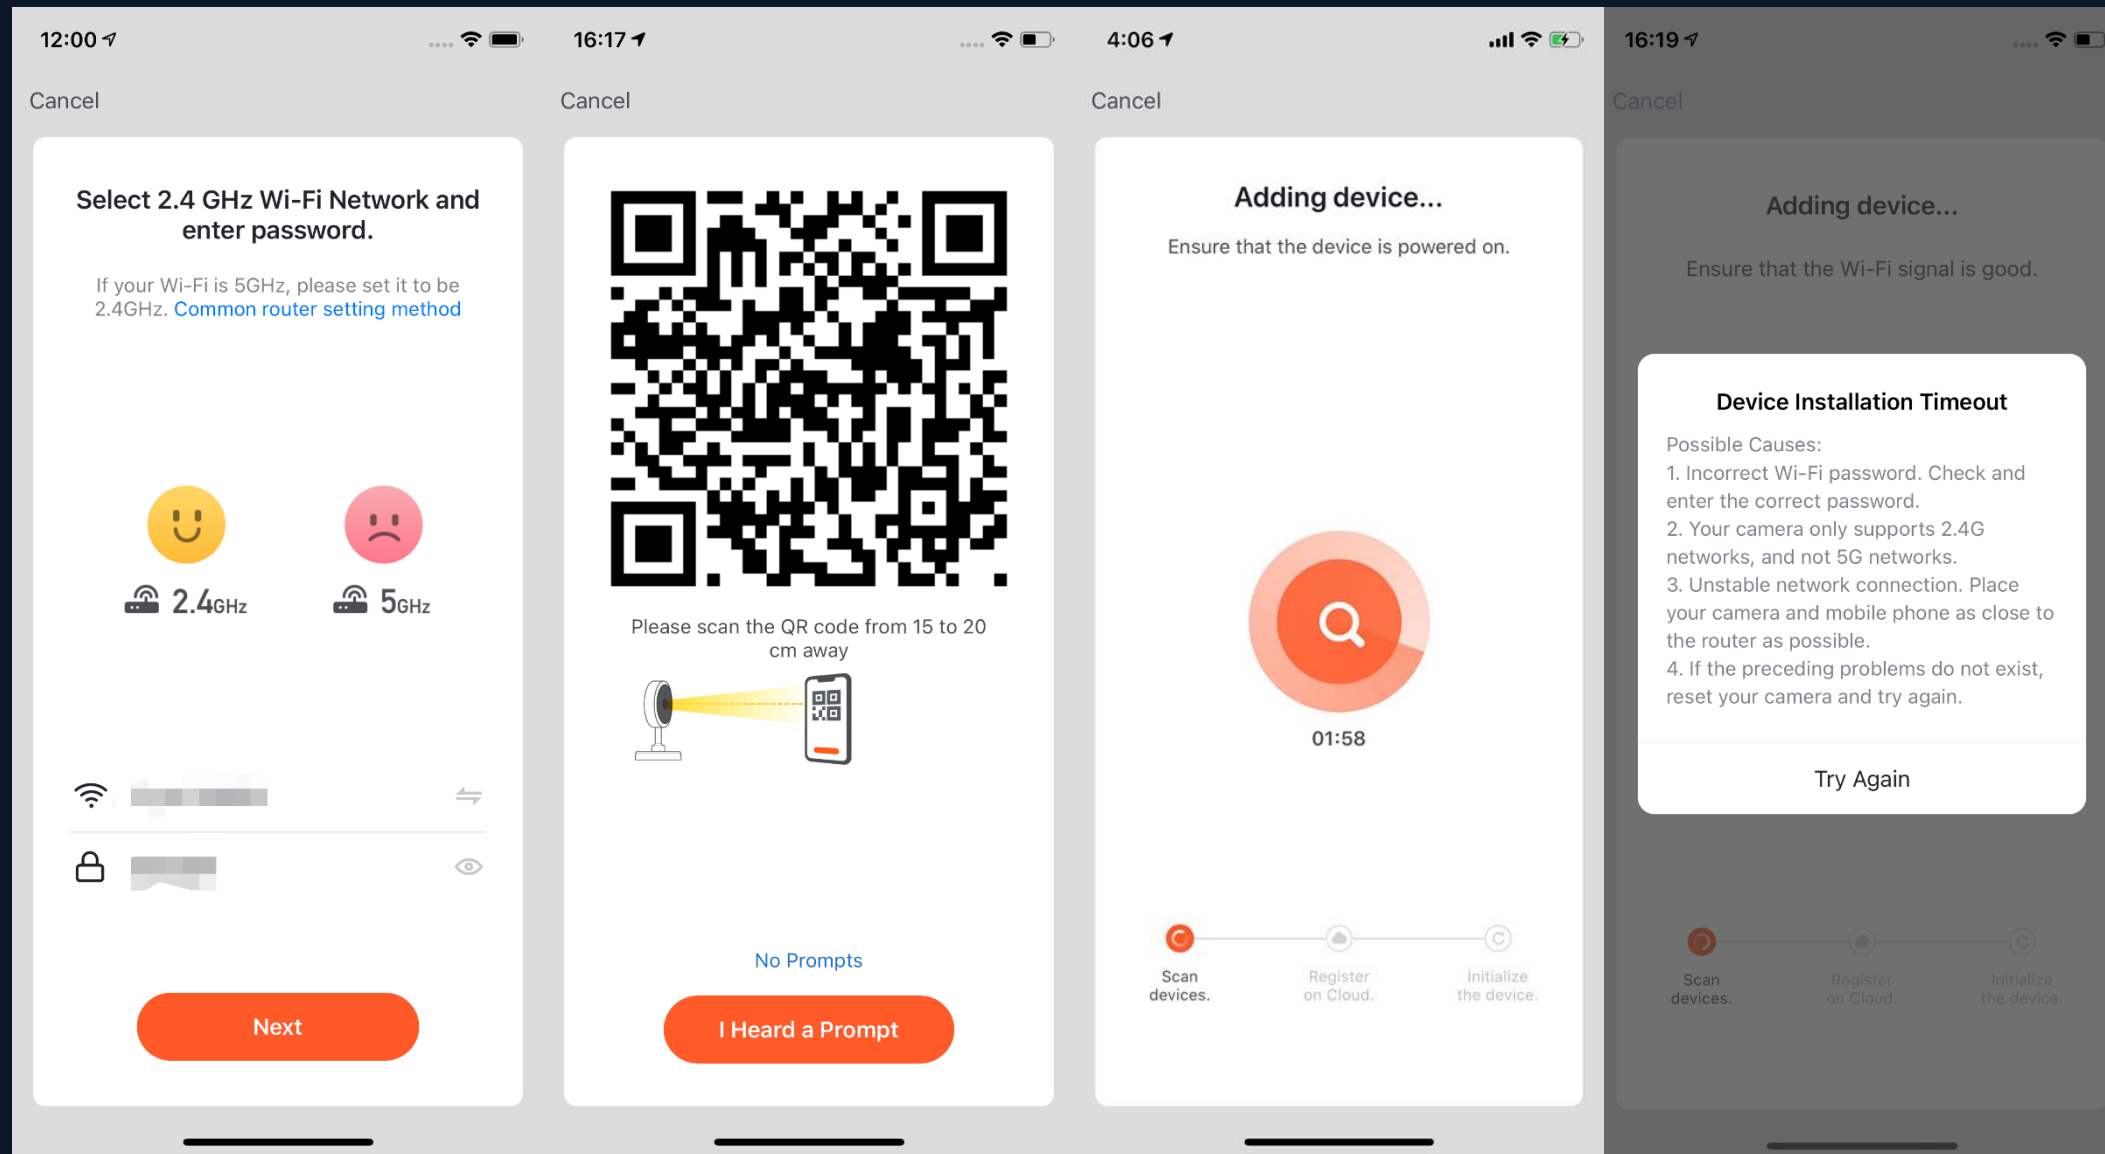 12:00
Cancel
Select 2.4 GHz Wi-Fi Network and
enter password.
If your Wi-Fi is 5GHz, please set it to be
2.4GHz. Common router setting method
2.4GHz
5GHz
Next
16:17
Cancel
Please scan the QR code from 15 to 20
cm away
No Prompts
I Heard a Prompt
4:06
Cancel
Adding device...
Ensure that the device is powered on.
01:58
Scan
devices.
Register
on Cloud.
Initialize
the device.
16:19
Cancel
Adding device...
Ensure that the Wi-Fi signal is good.
Device Installation Timeout
Possible Causes:
1. Incorrect Wi-Fi password. Check and
enter the correct password.
2. Your camera only supports 2.4G
networks, and not 5G networks.
3. Unstable network connection. Place
your camera and mobile phone as close to
the router as possible.
4. If the preceding problems do not exist,
reset your camera and try again.
Try Again
Scan
devices.
Register
on Cloud.
Initialize
the device.